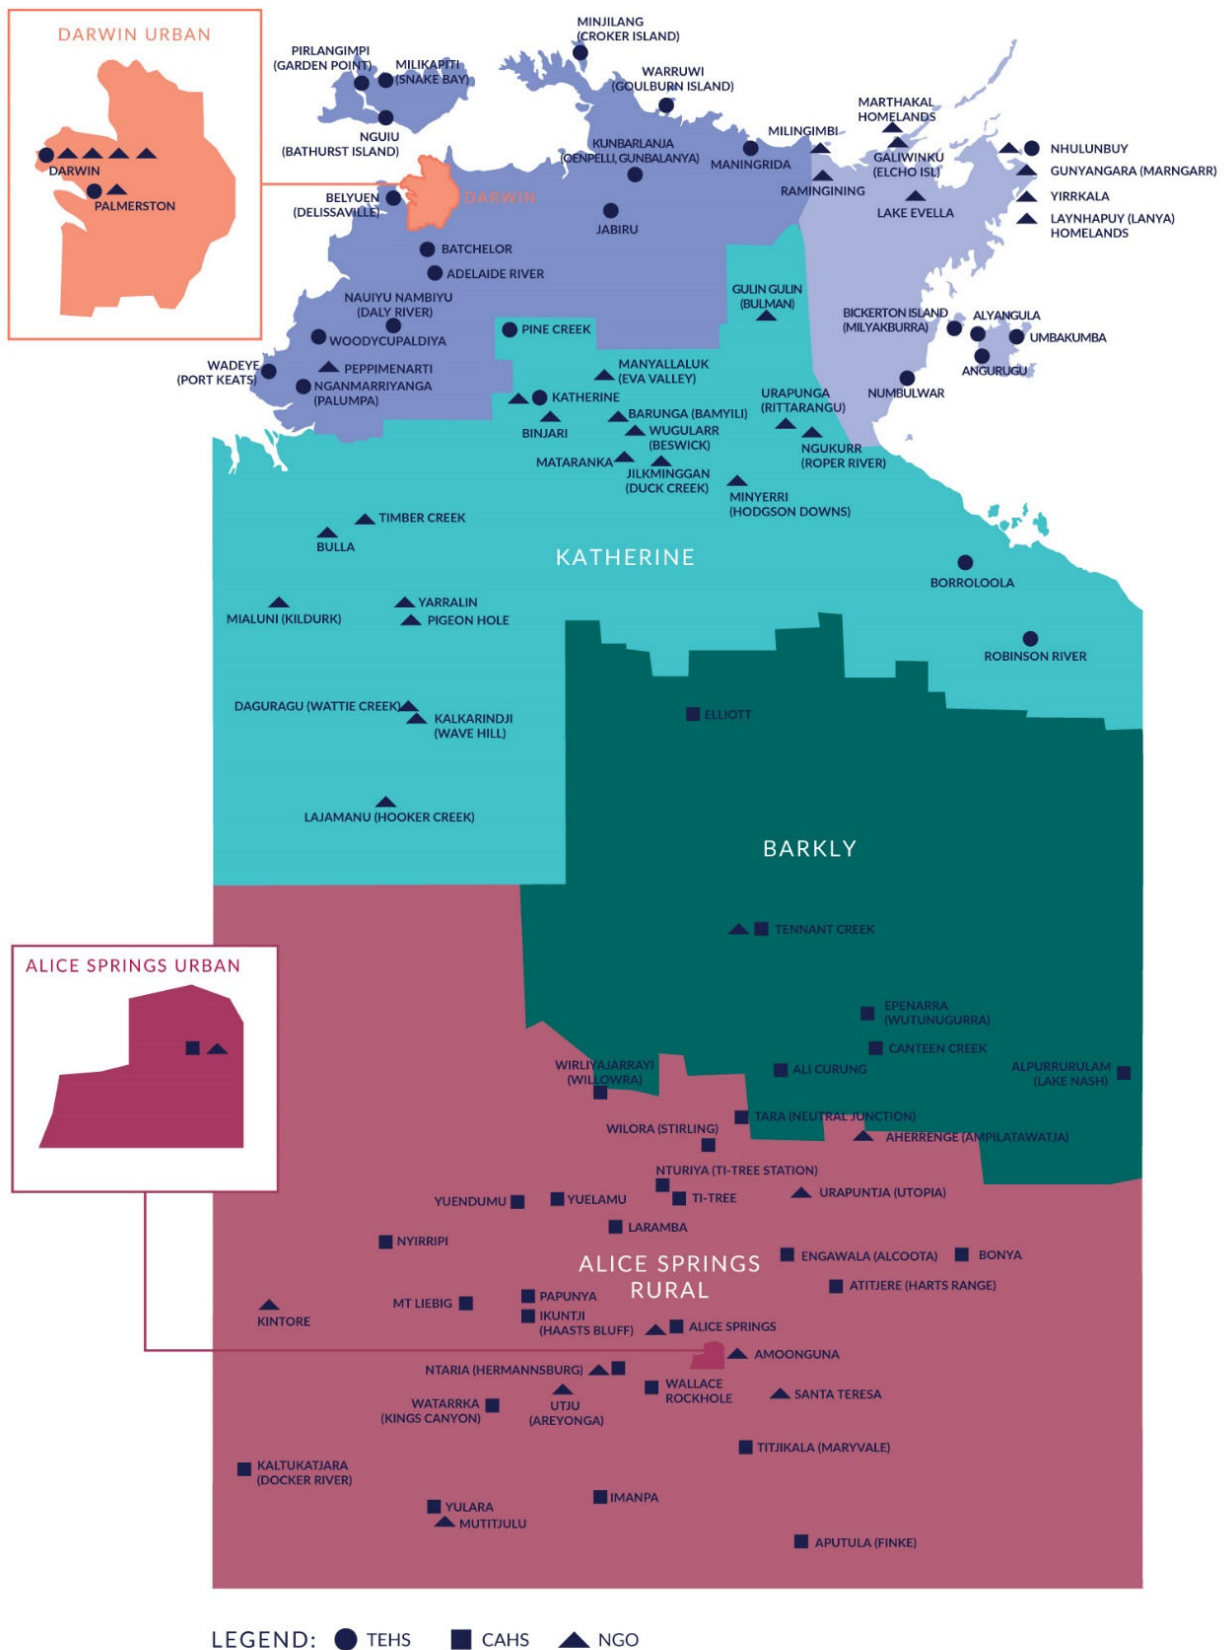 DARWIN URBAN
DARWIN
PALMERSTON
PIRLANGIMPI
(GARDEN POINT)
MILIKAPITI
(SNAKE BAY)
NGUIU
(BATHURST ISLAND)
MINJILANG
(CROKER ISLAND)
WARRUWI
(GOULBURN ISLAND)
KUNBARLANJA
(OENPELLI, GUNBALANYA)
MANINGRIDA
MILINGIMBI
MARTHAKAL
HOMELANDS
GALIWINKU
(ELCHO ISL)
RAMINGINING
LAKE EVELLA
NHULUNBUY
GUNYANGARA (MARNGARR)
YIRRKALA
LAYNHAPUY (LANYA)
HOMELANDS
BELYUEN
(DELISSAVILLE)
DARWIN
JABIRU
BATCHELOR
ADELAIDE RIVER
NAUIYU NAMBIYU
(DALY RIVER)
WOODYCUPALDIYA
WADEYE
(PORT KEATS)
PEPPIMENARTI
NGANMARRIYANGA
(PALUMPA)
PINE CREEK
GULIN GULIN
(BULMAN)
BICKERTON ISLAND
(MILYAKBURRA)
ALYANGULA
UMBAKUMBA
ANGURUGU
NUMBULWAR
MANYALLALUK
(EVA VALLEY)
KATHERINE
BINJARI
BARUNGA (BAMYILI)
WUGULARR
(BESWICK)
MATARANKA
JILKMINGGAN
(DUCK CREEK)
URAPUNGA
(RITTARANGU)
NGUKURR
(ROPER RIVER)
MINYERRI
(HODGSON DOWNS)
TIMBER CREEK
BULLA
KATHERINE
BORROLOOLA
MIALUNI (KILDURK)
YARRALIN
PIGEON HOLE
ROBINSON RIVER
DAGURAGU (WATTIE CREEK)
KALKARINDJI
(WAVE HILL)
ELLIOTT
LAJAMANU (HOOKER CREEK)
BARKLY
TENNANT CREEK
ALICE SPRINGS URBAN
EPENARRA
(WUTUNUGURRA)
CANTEEN CREEK
ALI CURUNG
ALPURRURULAM
(LAKE NASH)
WIRLIYAJARRAYI
(WILLOWRA)
TARA (NEUTRAL JUNCTION)
WILORA (STIRLING)
AHERRENGE (AMPILATAWATJA)
NTURIYA (TI-TREE STATION)
TI-TREE
URAPUNTJA (UTOPIA)
YUENDUMU
YUELAMU
LARAMBA
NYIRRIPI
ALICE SPRINGS
RURAL
ENGAWALA (ALCOOTA)
BONYA
ATITJERE (HARTS RANGE)
KINTORE
MT LIEBIG
PAPUNYA
IKUNTJI
(HAASTS BLUFF)
ALICE SPRINGS
AMOONGUNA
NTARIA (HERMANNSBURG)
WALLACE
ROCKHOLE
SANTA TERESA
WATARRKA
(KINGS CANYON)
UTJU
(AREYONGA)
TITJIKALA (MARYVALE)
KALTUKATJARA
(DOCKER RIVER)
IMANPA
YULARA
MUTITJULU
APUTULA (FINKE)
LEGEND: TEHS CAHS NGO